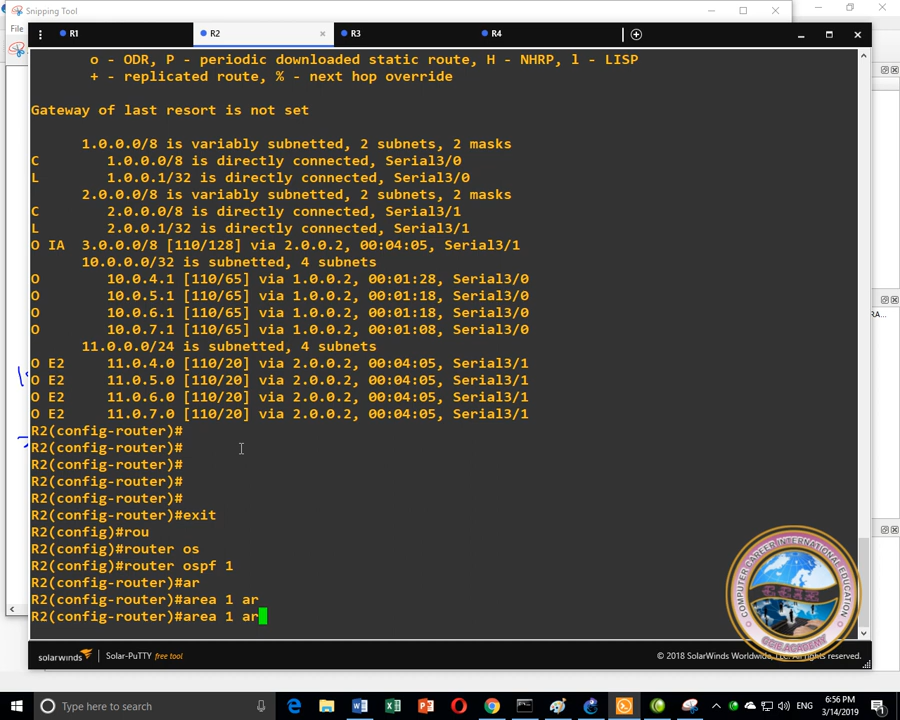 Snipping Tool
File
R1
R2
R3
R4
o - ODR, P - periodic downloaded static route, H - NHRP, l - LISP
+ - replicated route, % - next hop override
Gateway of last resort is not set
1.0.0.0/8 is variably subnetted, 2 subnets, 2 masks
C 1.0.0.0/8 is directly connected, Serial3/0
L 1.0.0.1/32 is directly connected, Serial3/0
2.0.0.0/8 is variably subnetted, 2 subnets, 2 masks
C 2.0.0.0/8 is directly connected, Serial3/1
L 2.0.0.1/32 is directly connected, Serial3/1
O IA 3.0.0.0/8 [110/128] via 2.0.0.2, 00:04:05, Serial3/1
10.0.0.0/32 is subnetted, 4 subnets
O 10.0.4.1 [110/65] via 1.0.0.2, 00:01:28, Serial3/0
O 10.0.5.1 [110/65] via 1.0.0.2, 00:01:18, Serial3/0
O 10.0.6.1 [110/65] via 1.0.0.2, 00:01:18, Serial3/0
O 10.0.7.1 [110/65] via 1.0.0.2, 00:01:08, Serial3/0
11.0.0.0/24 is subnetted, 4 subnets
O E2 11.0.4.0 [110/20] via 2.0.0.2, 00:04:05, Serial3/1
O E2 11.0.5.0 [110/20] via 2.0.0.2, 00:04:05, Serial3/1
O E2 11.0.6.0 [110/20] via 2.0.0.2, 00:04:05, Serial3/1
O E2 11.0.7.0 [110/20] via 2.0.0.2, 00:04:05, Serial3/1
R2(config-router)#
R2(config-router)#
R2(config-router)#
R2(config-router)#
R2(config-router)#
R2(config-router)#exit
R2(config)#rou
R2(config)#router os
R2(config)#router ospf 1
R2(config-router)#ar
R2(config-router)#area 1 ar
R2(config-router)#area 1 ar
RA...
COMPUTER CAREER INTERNATIONAL EDUCATION
CCIE ACADEMY
solarwinds
Solar-PuTTY free tool
© 2018 SolarWinds Worldwide, LLC. All rights reserved.
Type here to search
ENG
6:56 PM
3/14/2019